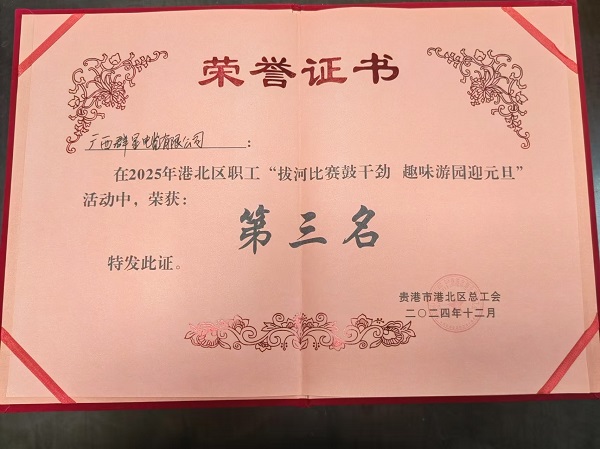 荣誉证书
广西群星电缆有限公司：
在2025年港北区职工“拔河比赛鼓干劲 趣味游园迎元旦”
活动中，荣获：
第三名
特发此证。
贵港市港北区总工会
二〇二四年十二月